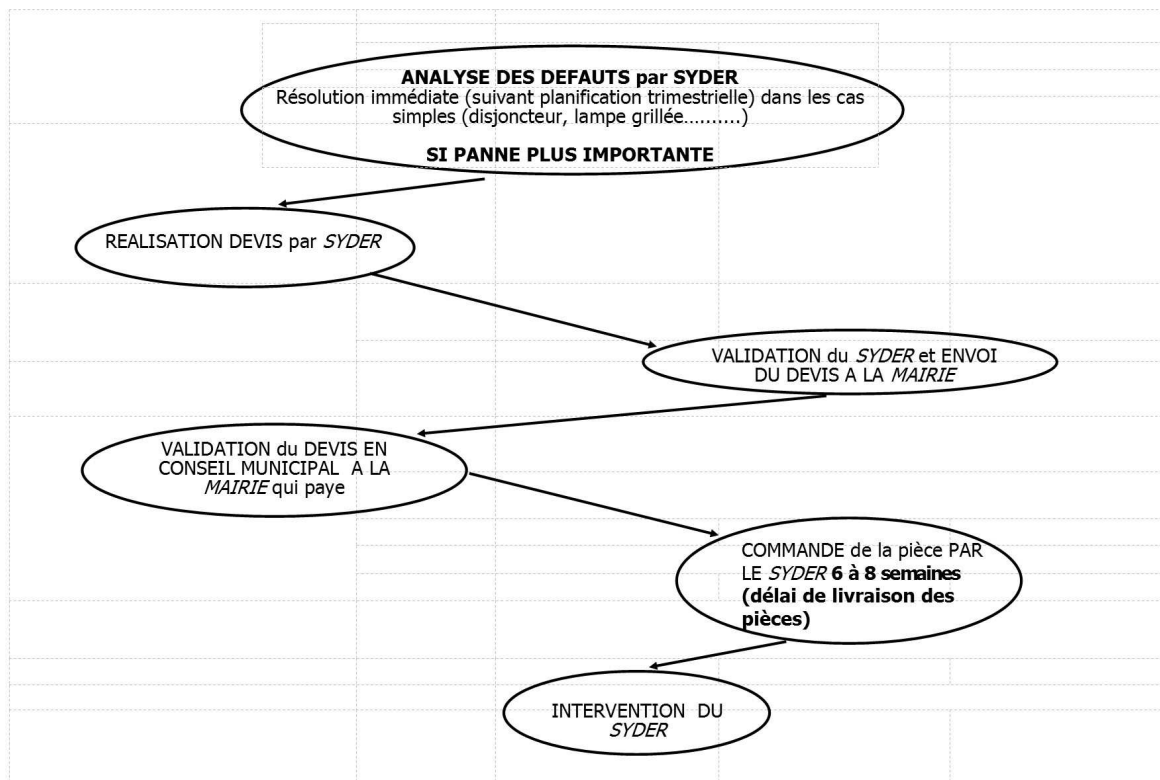 ANALYSE DES DEFAUTS par SYDER
Résolution immédiate (suivant planification trimestrielle) dans les cas
simples (disjoncteur, lampe grillée..........)
SI PANNE PLUS IMPORTANTE
REALISATION DEVIS par SYDER
VALIDATION du SYDER et ENVOI
DU DEVIS A LA MAIRIE
VALIDATION du DEVIS EN
CONSEIL MUNICIPAL A LA
MAIRIE qui paye
COMMANDE de la pièce PAR
LE SYDER 6 à 8 semaines
(délai de livraison des
pièces)
INTERVENTION DU
SYDER